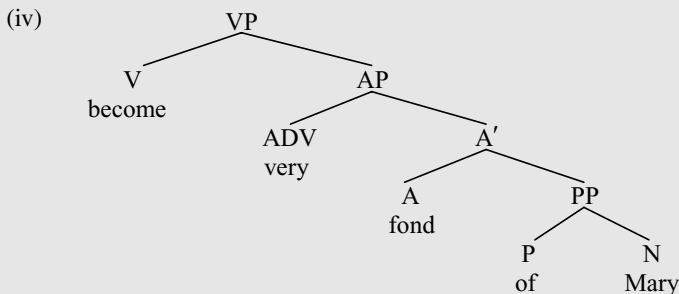 (iv) VP
V AP
become
ADV A′
very
A PP
fond
P N
of Mary